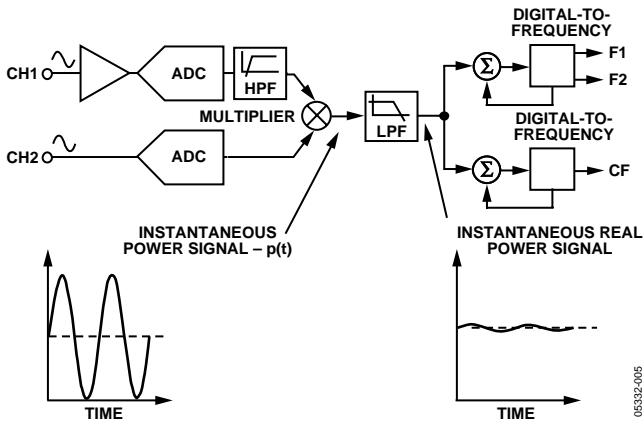 DIGITAL-TO-
FREQUENCY
F1
F2
CH1
ADC
HPF
MULTIPLIER
LPF
Σ
DIGITAL-TO-
FREQUENCY
CH2
ADC
Σ
CF
INSTANTANEOUS
POWER SIGNAL – p(t)
INSTANTANEOUS REAL
POWER SIGNAL
TIME
TIME
05332-005